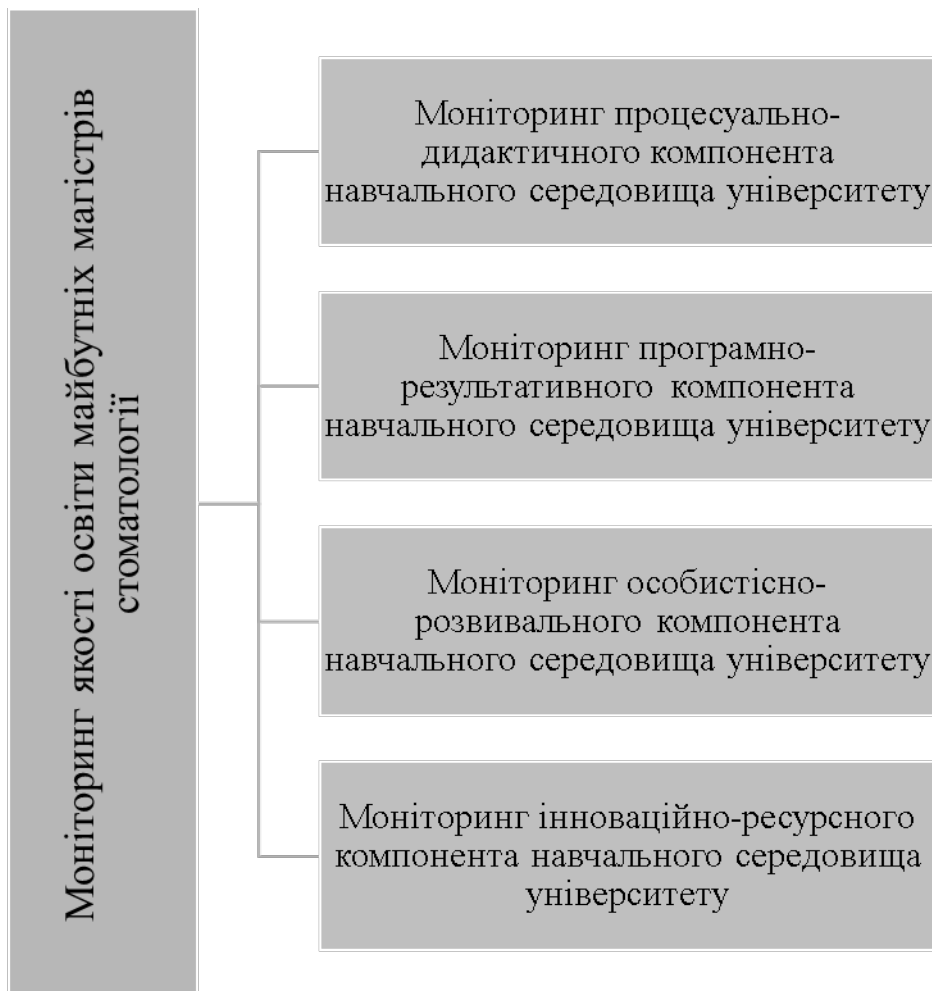 Моніторинг якості освіти майбутніх магістрів
стоматології
Моніторинг процесуально-
дидактичного компонента
навчального середовища університету
Моніторинг програмно-
результативного компонента
навчального середовища університету
Моніторинг особистісно-
розвивального компонента
навчального середовища університету
Моніторинг інноваційно-ресурсного
компонента навчального середовища
університету